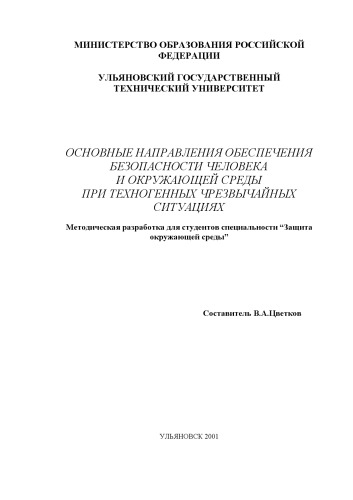 МИНИСТЕРСТВО ОБРАЗОВАНИЯ РОССИЙСКОЙ
ФЕДЕРАЦИИ
УЛЬЯНОВСКИЙ ГОСУДАРСТВЕННЫЙ
ТЕХНИЧЕСКИЙ УНИВЕРСИТЕТ
ОСНОВНЫЕ НАПРАВЛЕНИЯ ОБЕСПЕЧЕНИЯ
БЕЗОПАСНОСТИ ЧЕЛОВЕКА
И ОКРУЖАЮЩЕЙ СРЕДЫ
ПРИ ТЕХНОГЕННЫХ ЧРЕЗВЫЧАЙНЫХ
СИТУАЦИЯХ
Методическая разработка для студентов специальности “Защита
окружающей среды”
Составитель В.А.Цветков
УЛЬЯНОВСК 2001